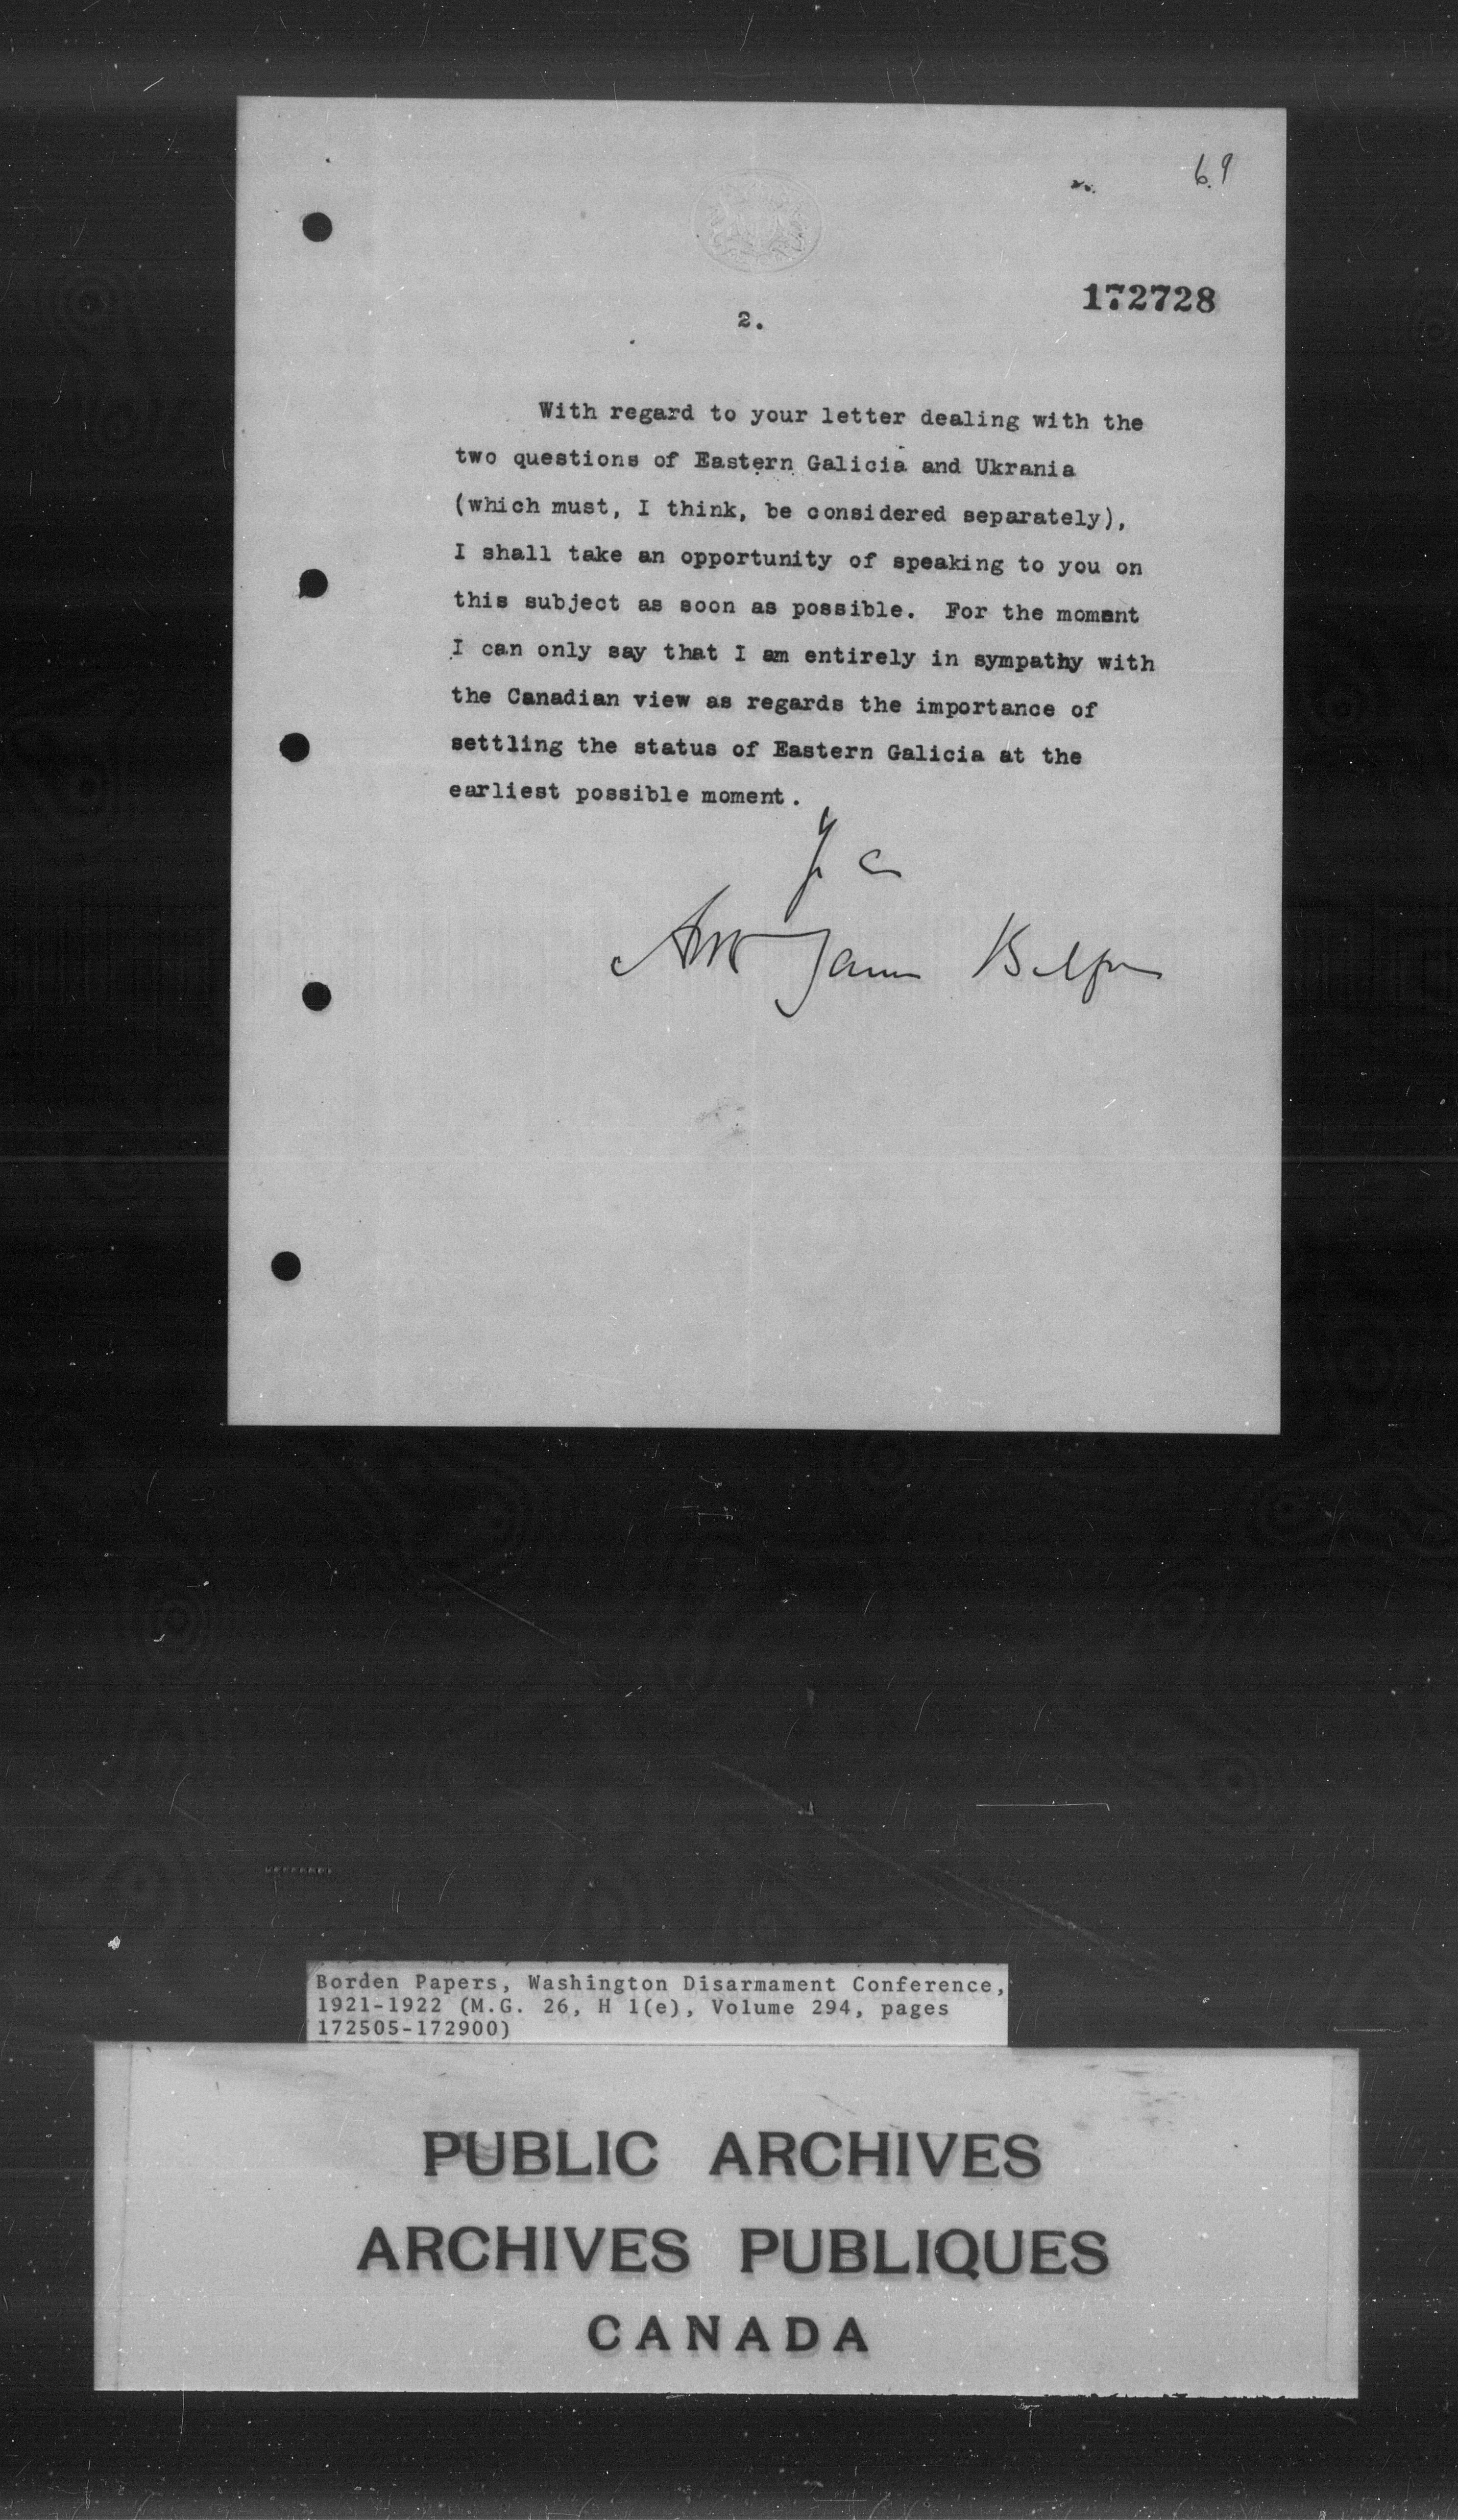 69
172728
2.
With regard to your letter dealing with the
two questions of Eastern Galicia and Ukrania
(which must, I think, be considered separately),
I shall take an opportunity of speaking to you on
this subject as soon as possible. For the moment
I can only say that I am entirely in sympathy with
the Canadian view as regards the importance of
settling the status of Eastern Galicia at the
earliest possible moment.
James Balfour
Borden Papers, Washington Disarmament Conference,
1921-1922 (M.G. 26, H 1(e), Volume 294, pages
172505-172900)
PUBLIC ARCHIVES
ARCHIVES PUBLIQUES
CANADA